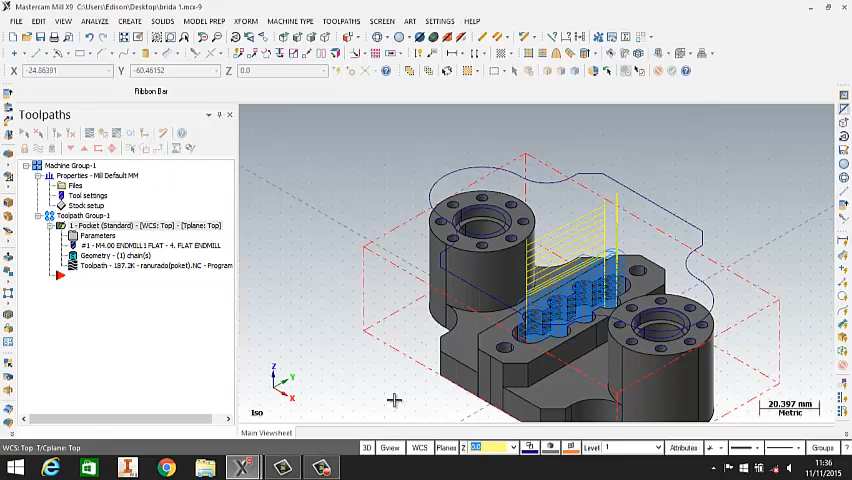 Mastercam Mill X9  C:\Users\Edison\Desktop\brida 1.mcx-9
FILE EDIT VIEW ANALYZE CREATE SOLIDS MODEL PREP XFORM MACHINE TYPE TOOLPATHS SCREEN ART SETTINGS HELP
X -24.86391 Y -60.46152 Z 0.0
Ribbon Bar
Toolpaths
Machine Group-1
Properties - Mill Default MM
Files
Tool settings
Stock setup
Toolpath Group-1
1 - Pocket (Standard) - [WCS: Top] - [Tplane: Top]
Parameters
#1 - M4.00 ENDMILL1 FLAT - 4. FLAT ENDMILL
Geometry - (1) chain(s)
Toolpath - 187.2K - ranurado(poket).NC - Program
Z
Y
X
Iso
20.397 mm
Metric
Main Viewsheet
WCS: Top T/Cplane: Top
3D Gview WCS Planes Z 0.0 Level 1 Attributes Groups
11:36
11/11/2015